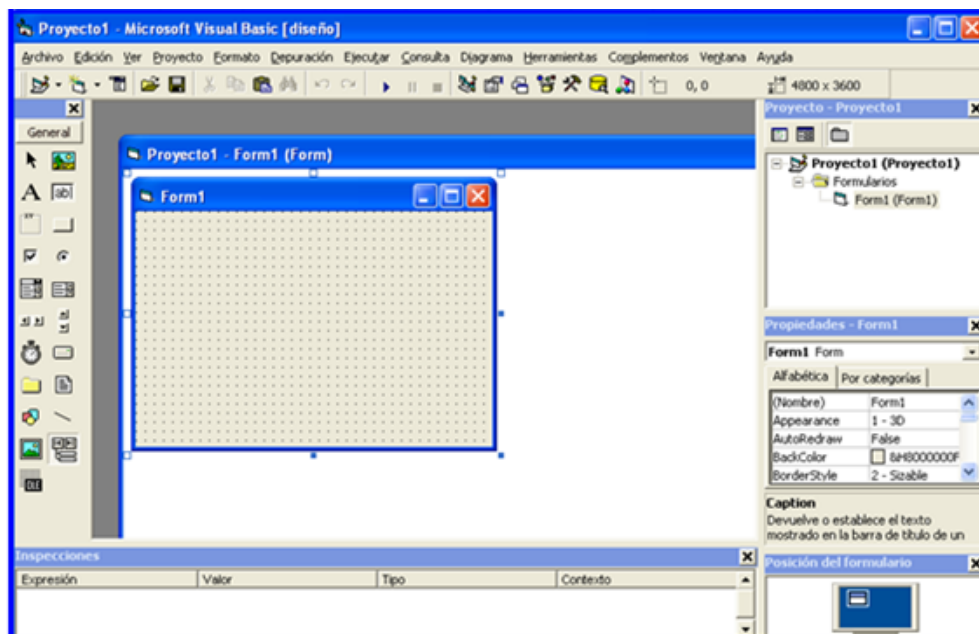 Proyecto1 - Microsoft Visual Basic [diseño]
Archivo Edición Ver Proyecto Formato Depuración Ejecutar Consulta Diagrama Herramientas Complementos Ventana Ayuda
0, 0 4800 x 3600
General
A ab|
Proyecto1 - Form1 (Form)
Form1
Proyecto - Proyecto1
Proyecto1 (Proyecto1)
Formularios
Form1 (Form1)
Propiedades - Form1
Form1 Form
Alfabética Por categorías
(Nombre) Form1
Appearance 1 - 3D
AutoRedraw False
BackColor &H8000000F
BorderStyle 2 - Sizable
Caption
Devuelve o establece el texto
mostrado en la barra de título de un
Inspecciones
Expresión Valor Tipo Contexto
Posición del formulario
OLE